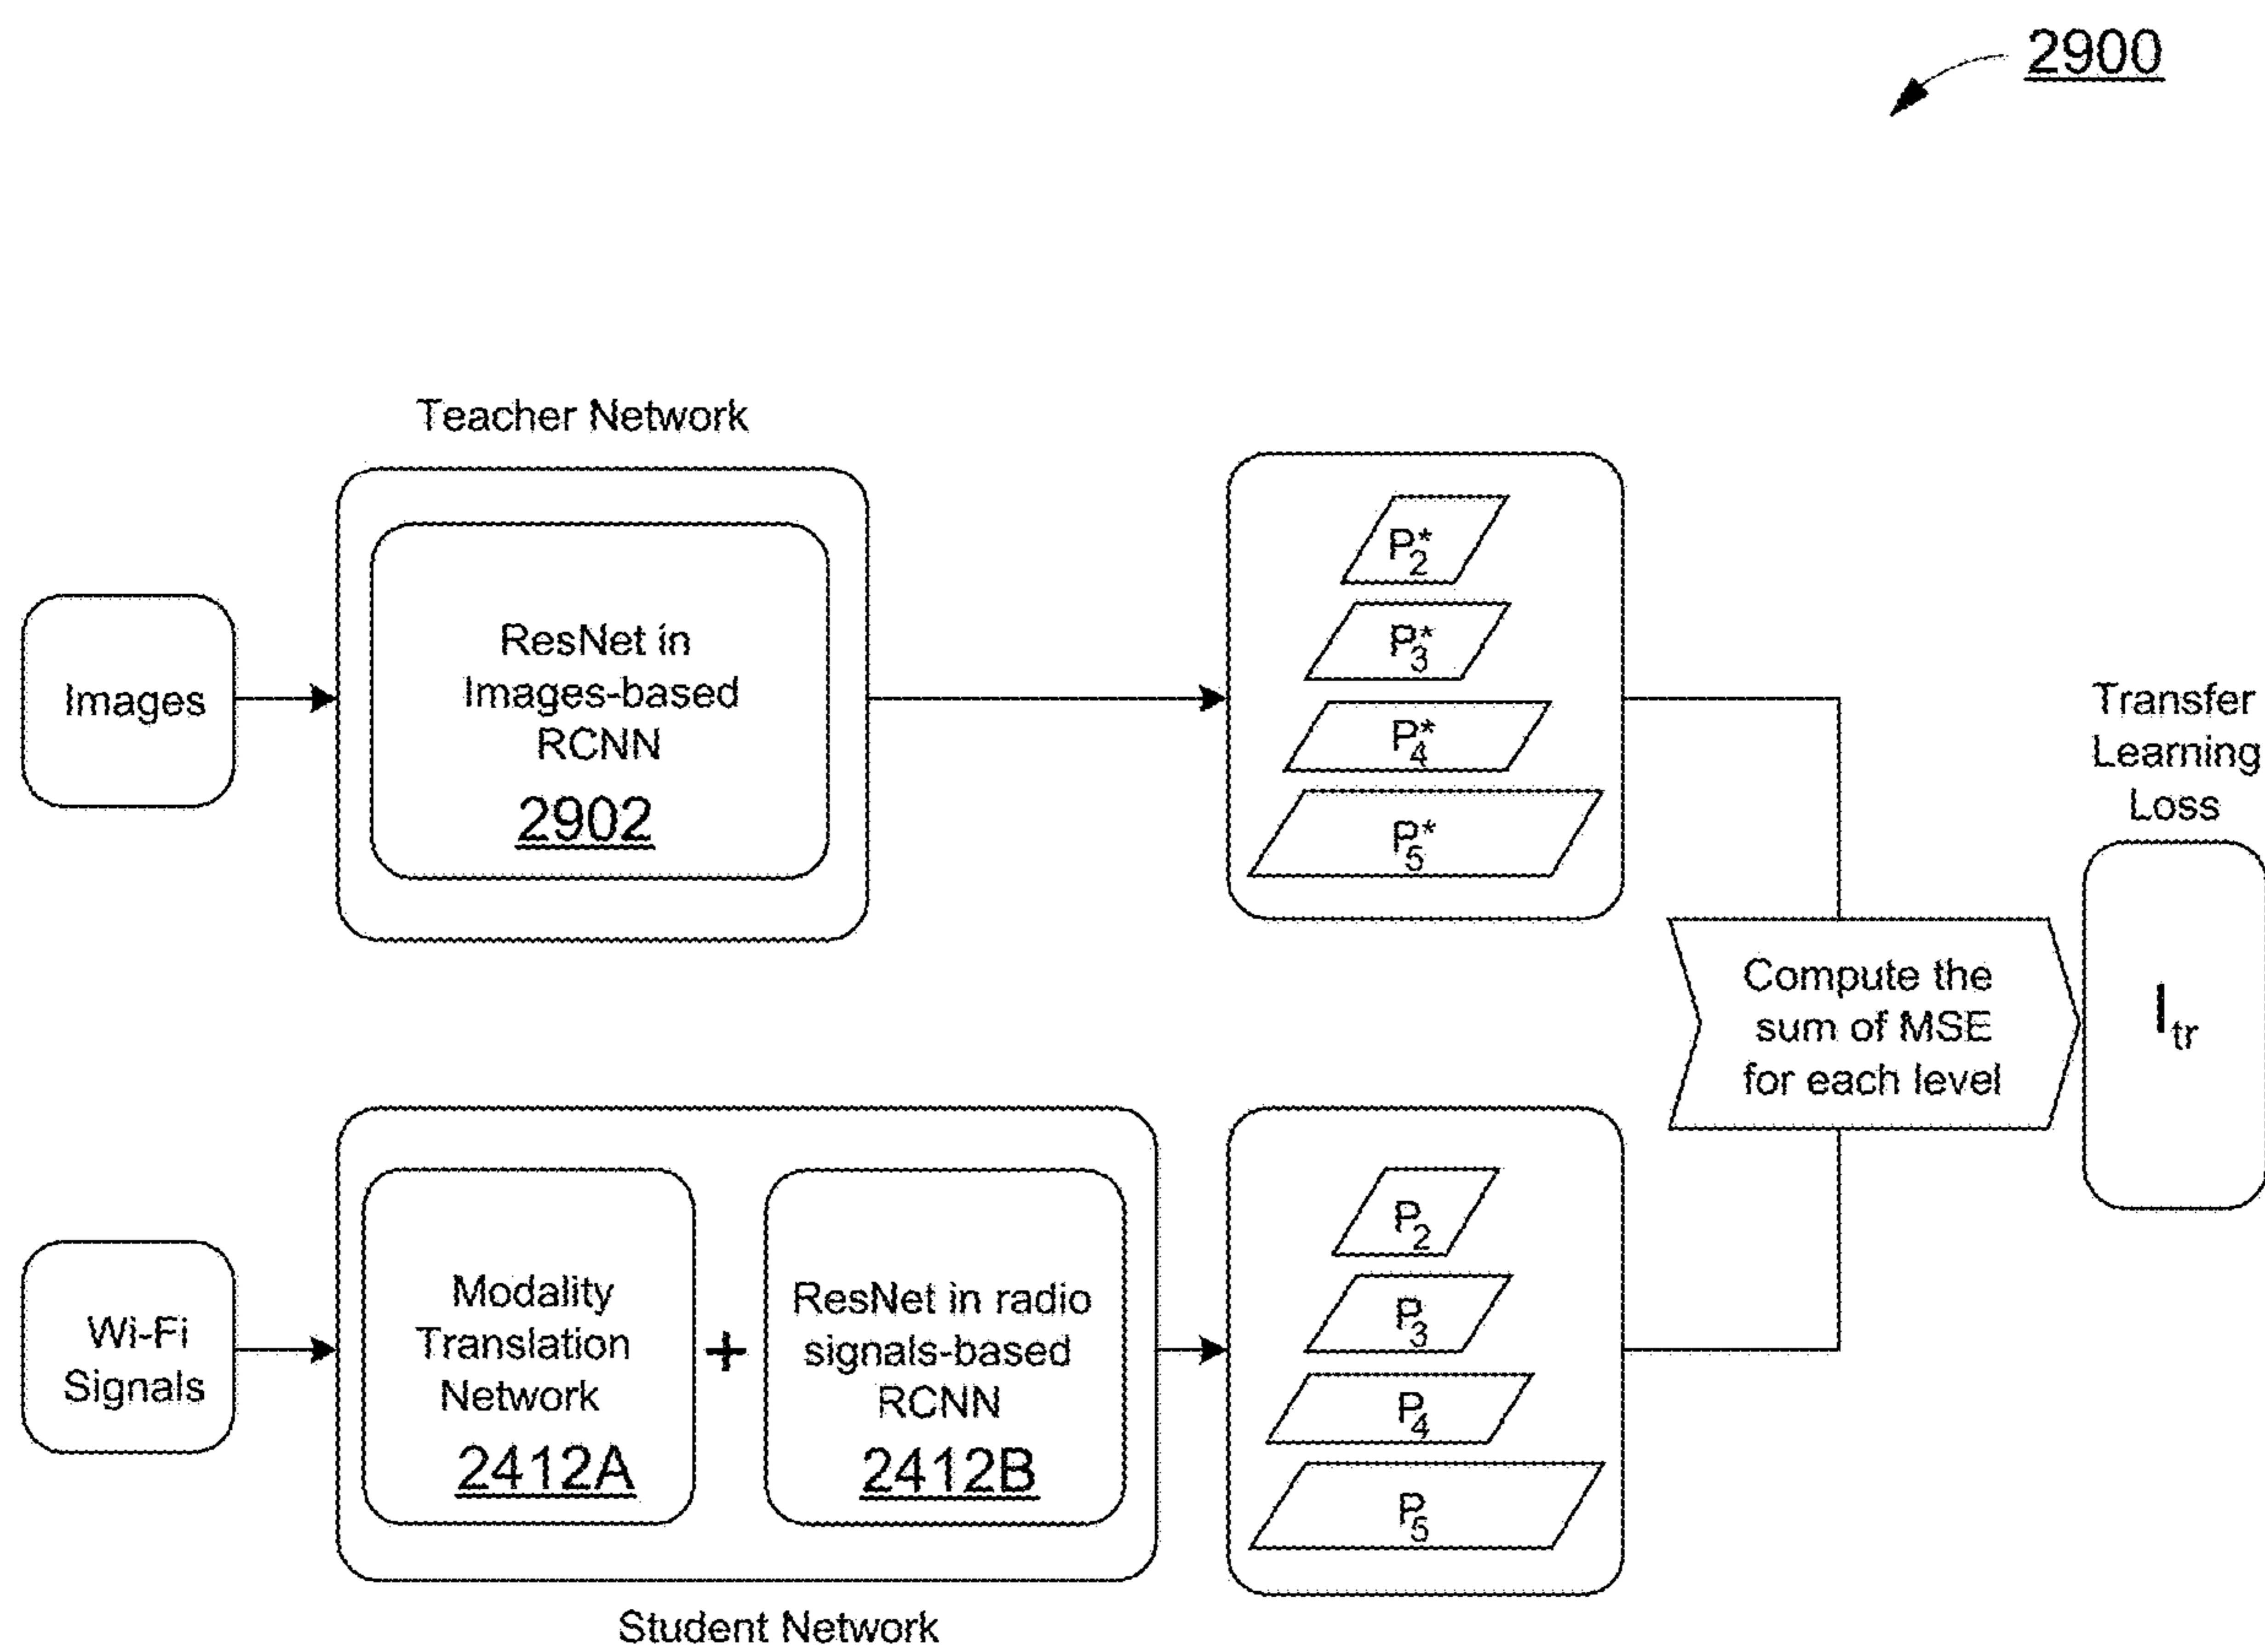 2900
Teacher Network
Images
ResNet in
Images-based
RCNN
2902
P2*
P3*
P4*
P5*
Transfer
Learning
Loss
Compute the
sum of MSE
for each level
ltr
Wi-Fi
Signals
Modality
Translation
Network
2412A
+
ResNet in radio
signals-based
RCNN
2412B
P2
P3
P4
P5
Student Network